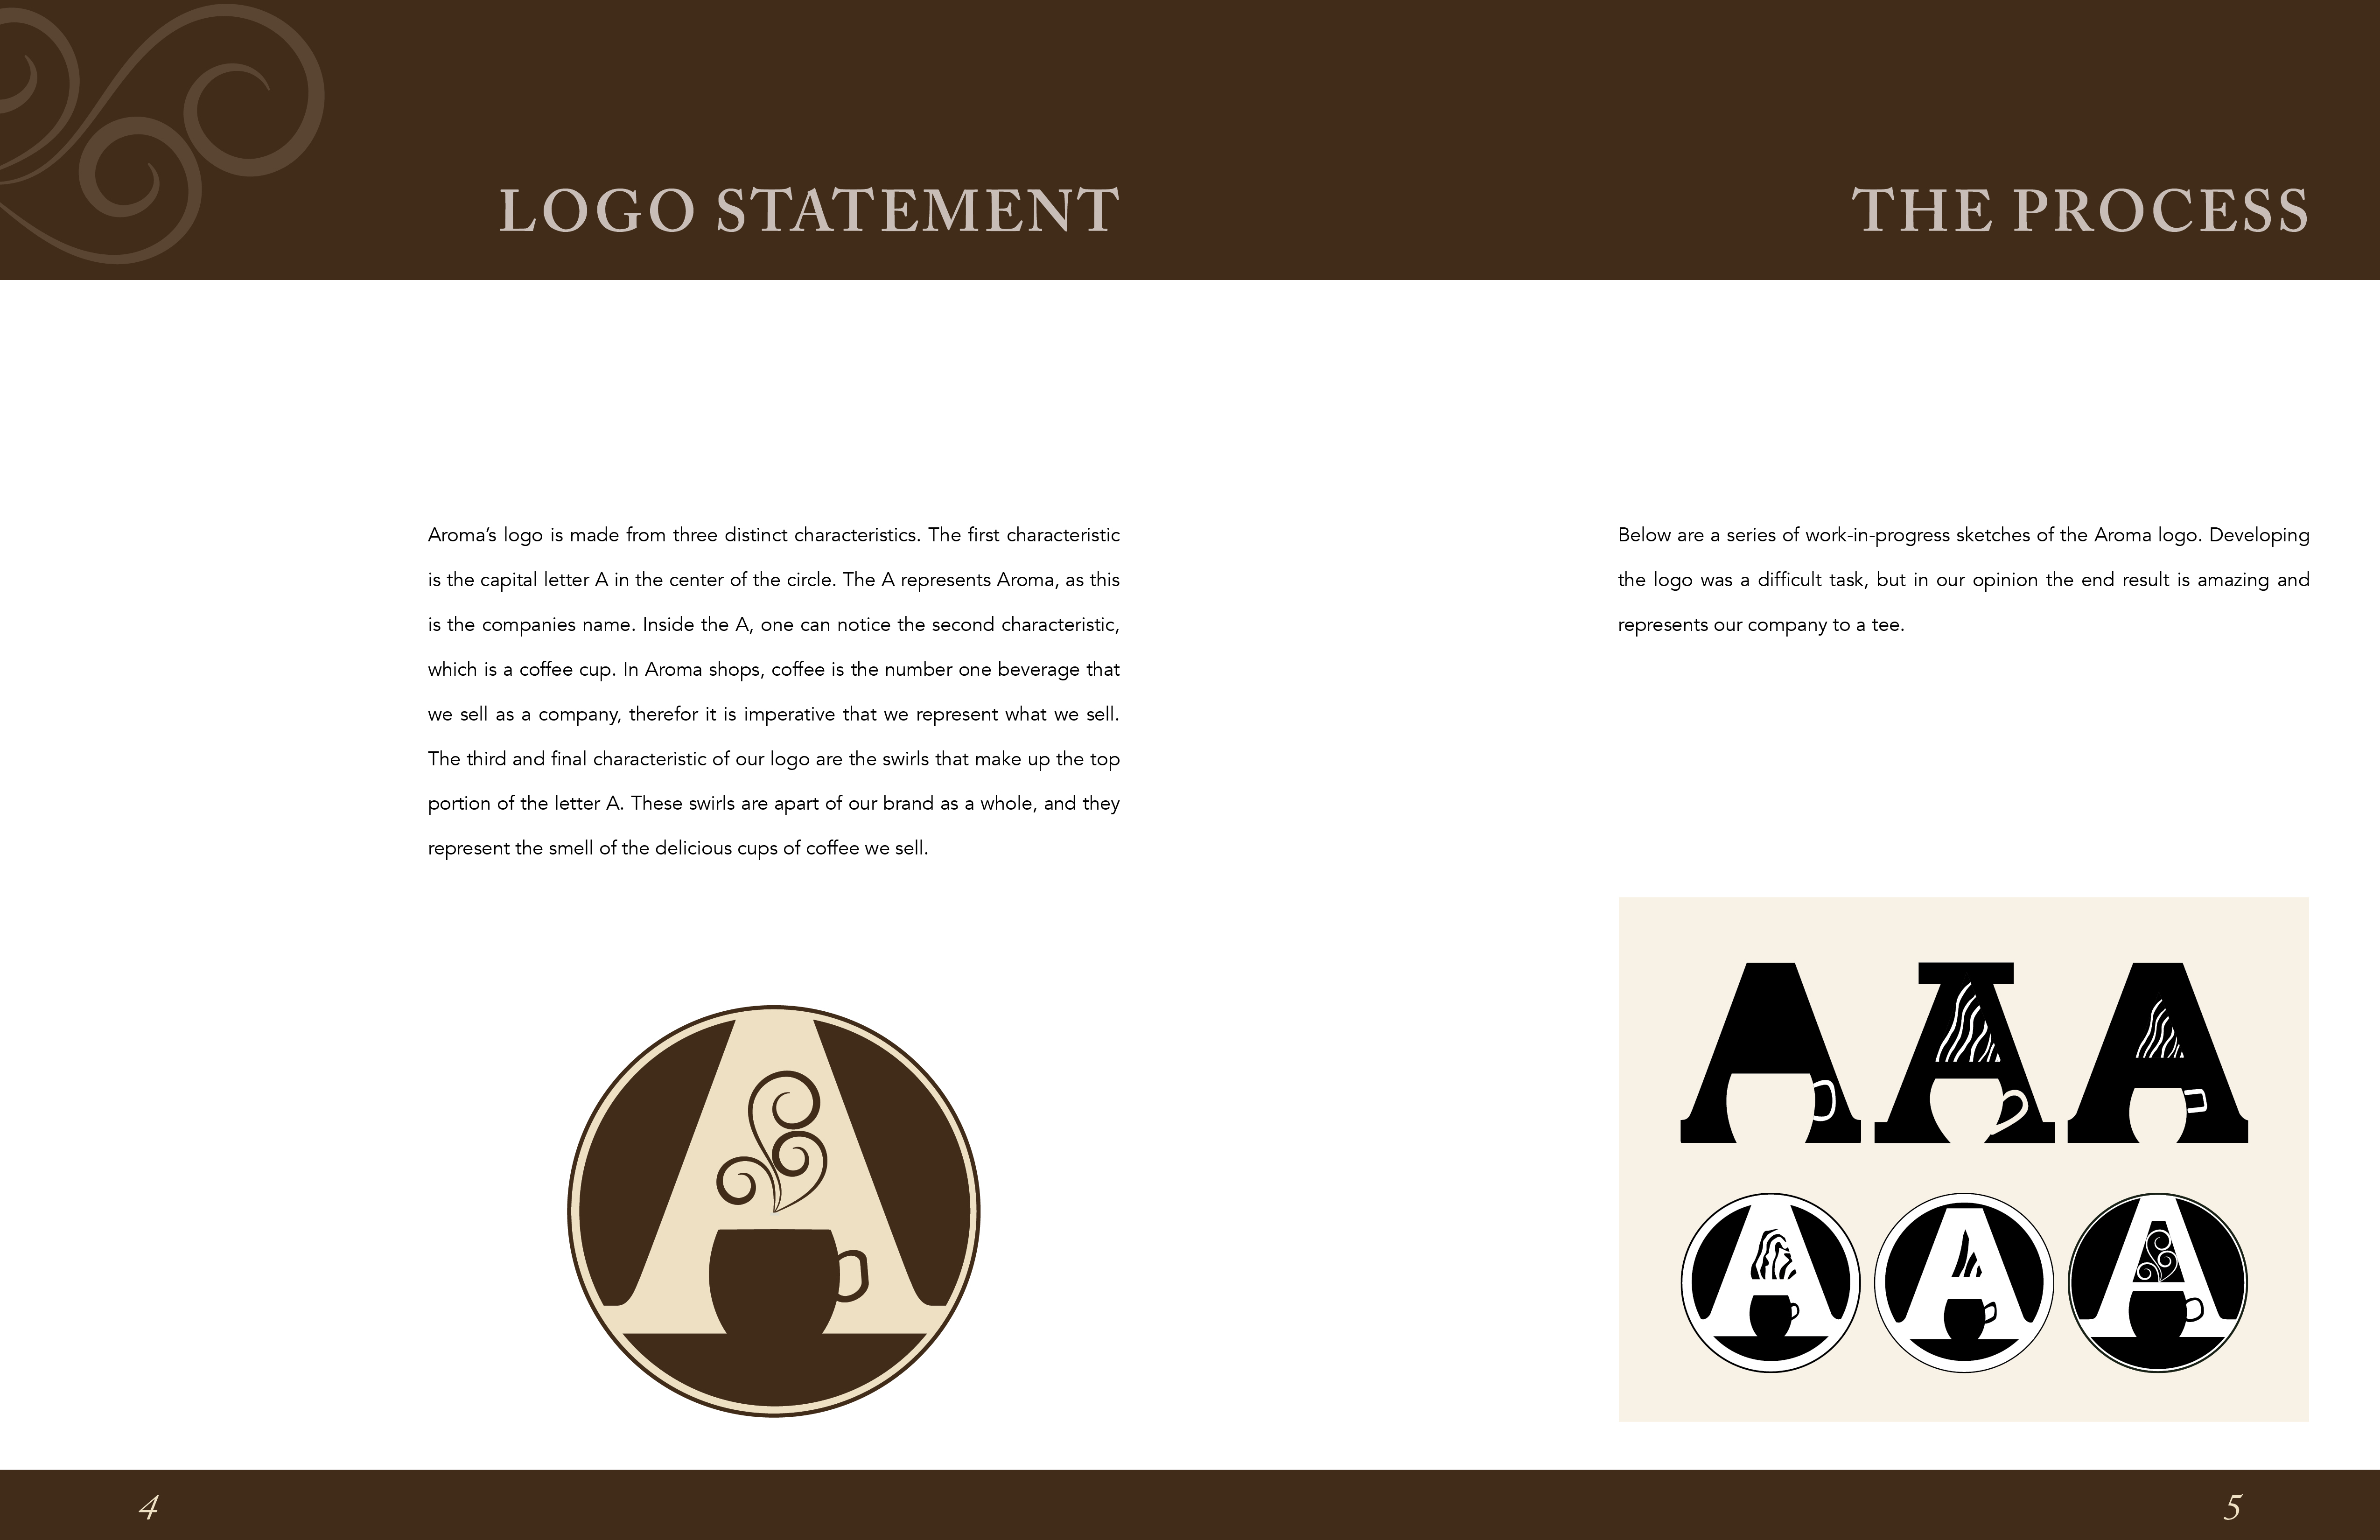 LOGO STATEMENT
Aroma’s logo is made from three distinct characteristics. The first characteristic
is the capital letter A in the center of the circle. The A represents Aroma, as this
is the companies name. Inside the A, one can notice the second characteristic,
which is a coffee cup. In Aroma shops, coffee is the number one beverage that
we sell as a company, therefor it is imperative that we represent what we sell.
The third and final characteristic of our logo are the swirls that make up the top
portion of the letter A. These swirls are apart of our brand as a whole, and they
represent the smell of the delicious cups of coffee we sell.
A
4
THE PROCESS
Below are a series of work-in-progress sketches of the Aroma logo. Developing
the logo was a difficult task, but in our opinion the end result is amazing and
represents our company to a tee.
A A A
A A A
5